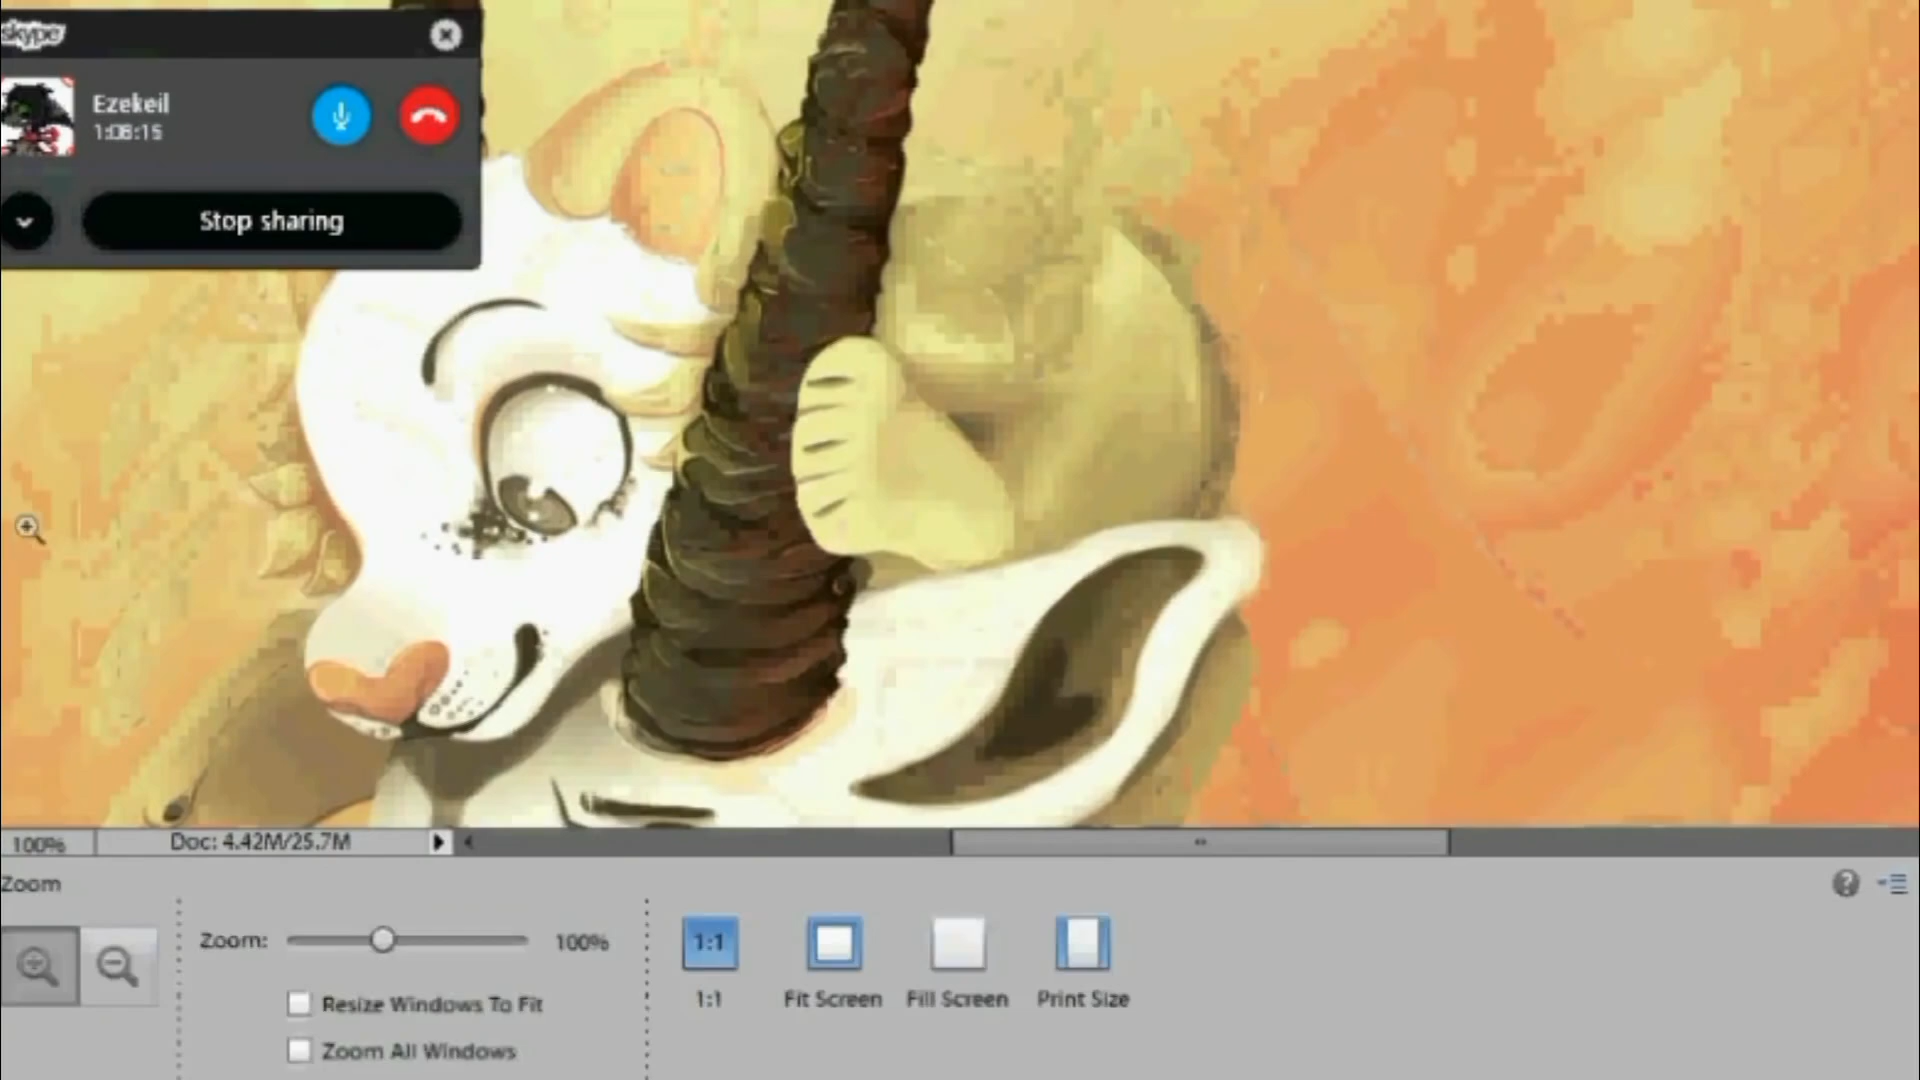 skype
Ezekeil
1:08:15
Stop sharing
100%
Doc: 4.42M/25.7M
Zoom
Zoom:
100%
1:1
1:1
Fit Screen
Fill Screen
Print Size
Resize Windows To Fit
Zoom All Windows